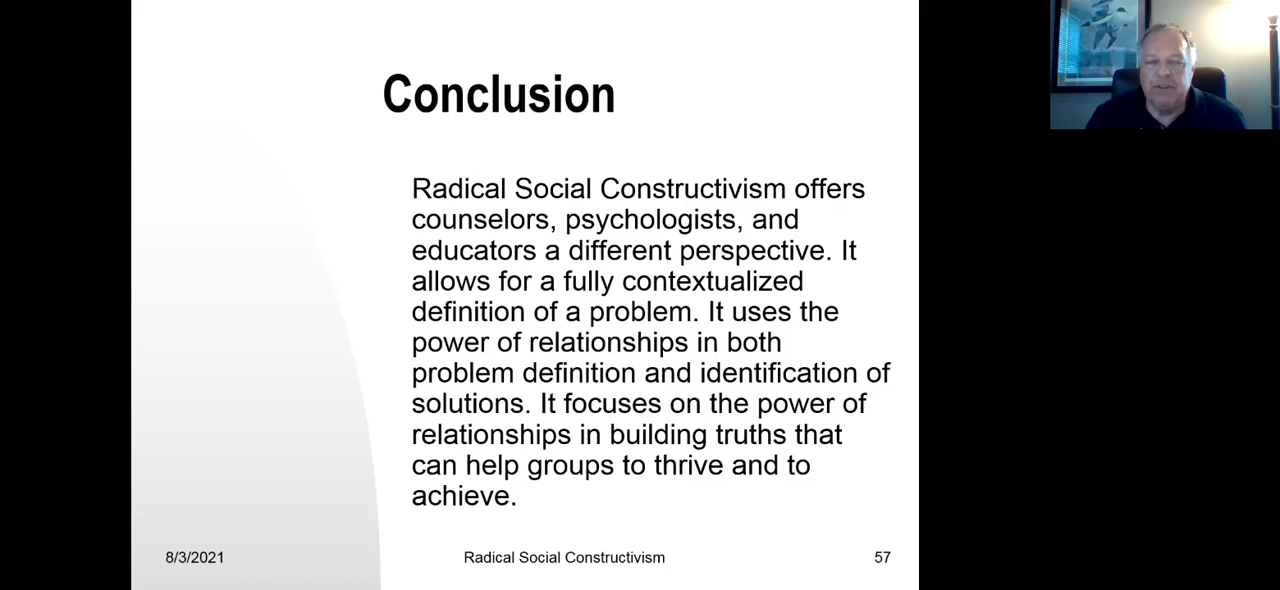 Conclusion
Radical Social Constructivism offers
counselors, psychologists, and
educators a different perspective. It
allows for a fully contextualized
definition of a problem. It uses the
power of relationships in both
problem definition and identification of
solutions. It focuses on the power of
relationships in building truths that
can help groups to thrive and to
achieve.
8/3/2021
Radical Social Constructivism
57